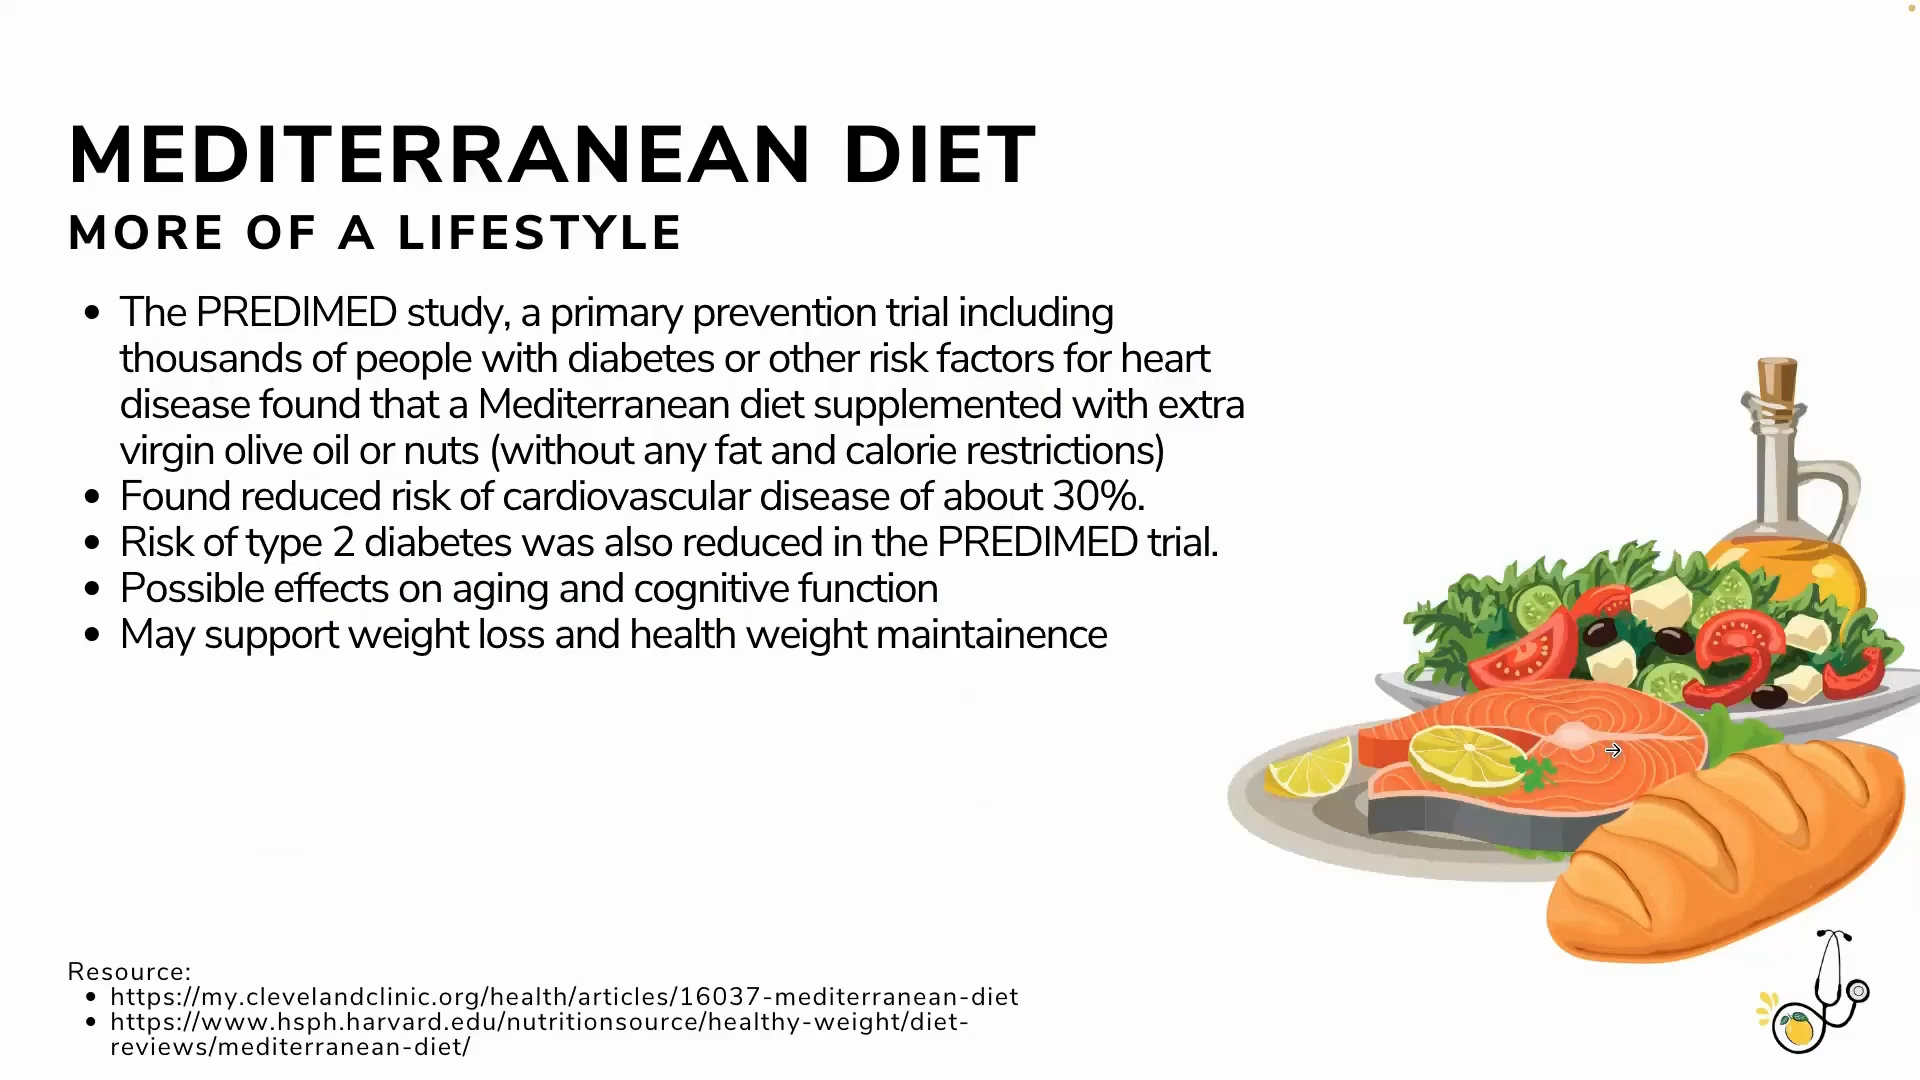 MEDITERRANEAN DIET
MORE OF A LIFESTYLE
• The PREDIMED study, a primary prevention trial including
thousands of people with diabetes or other risk factors for heart
disease found that a Mediterranean diet supplemented with extra
virgin olive oil or nuts (without any fat and calorie restrictions)
• Found reduced risk of cardiovascular disease of about 30%.
• Risk of type 2 diabetes was also reduced in the PREDIMED trial.
• Possible effects on aging and cognitive function
• May support weight loss and health weight maintainence
Resource:
• https://my.clevelandclinic.org/health/articles/16037-mediterranean-diet
• https://www.hsph.harvard.edu/nutritionsource/healthy-weight/diet-
reviews/mediterranean-diet/